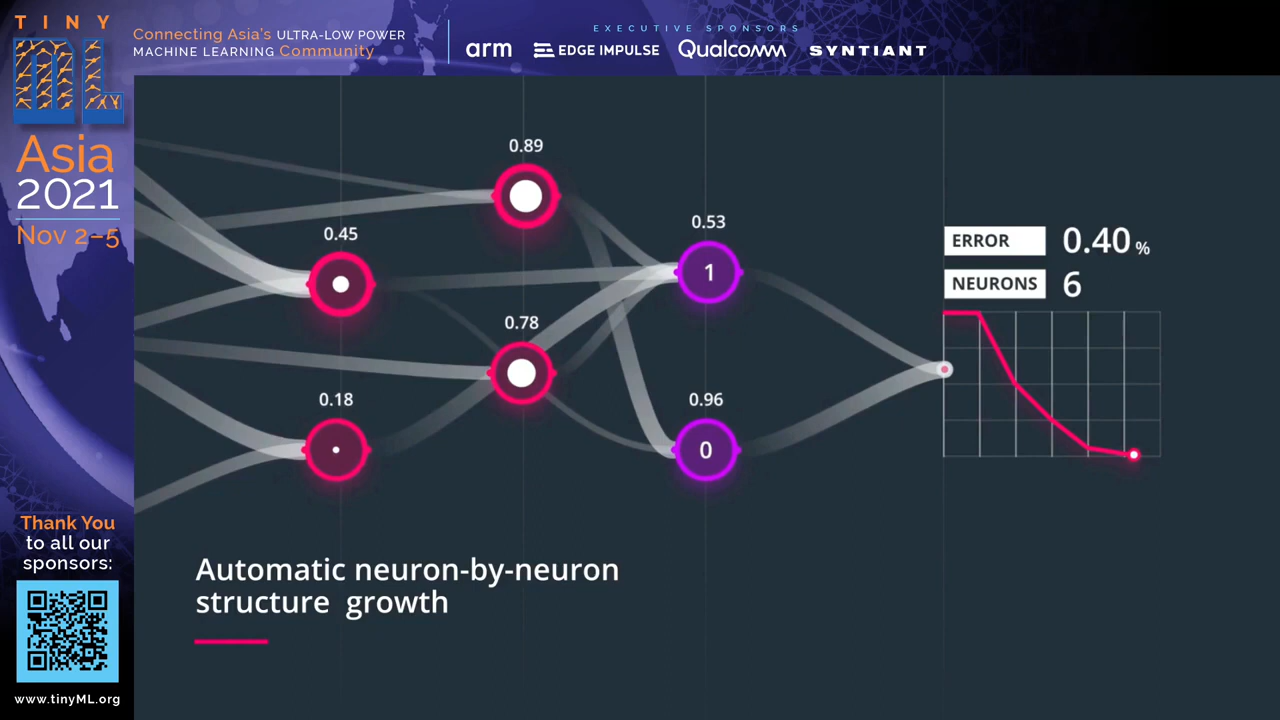 TINY
ML
Asia
2021
Nov 2–5
Connecting Asia's ULTRA-LOW POWER
MACHINE LEARNING Community
EXECUTIVE SPONSORS
arm
EDGE IMPULSE
Qualcomm
SYNTIANT
0.89
0.45
0.53
1
0.78
0.18
0.96
0
ERROR 0.40 %
NEURONS 6
Automatic neuron-by-neuron
structure growth
Thank You
to all our
sponsors:
www.tinyML.org